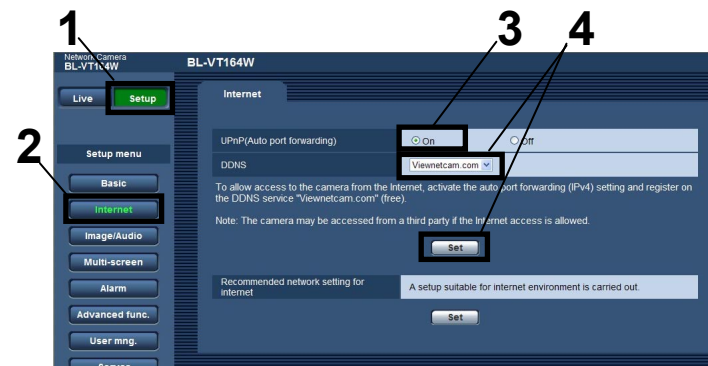 1
3
4
Network Camera
BL-VT164W
BL-VT164W
Live
Setup
Internet
UPnP(Auto port forwarding)
On
Off
2
Setup menu
DDNS
Viewnetcam.com
Basic
To allow access to the camera from the Internet, activate the auto port forwarding (IPv4) setting and register on
the DDNS service "Viewnetcam.com" (free).
Internet
Note: The camera may be accessed from a third party if the Internet access is allowed.
Image/Audio
Set
Multi-screen
Alarm
Recommended network setting for
internet
A setup suitable for internet environment is carried out.
Advanced func.
Set
User mng.